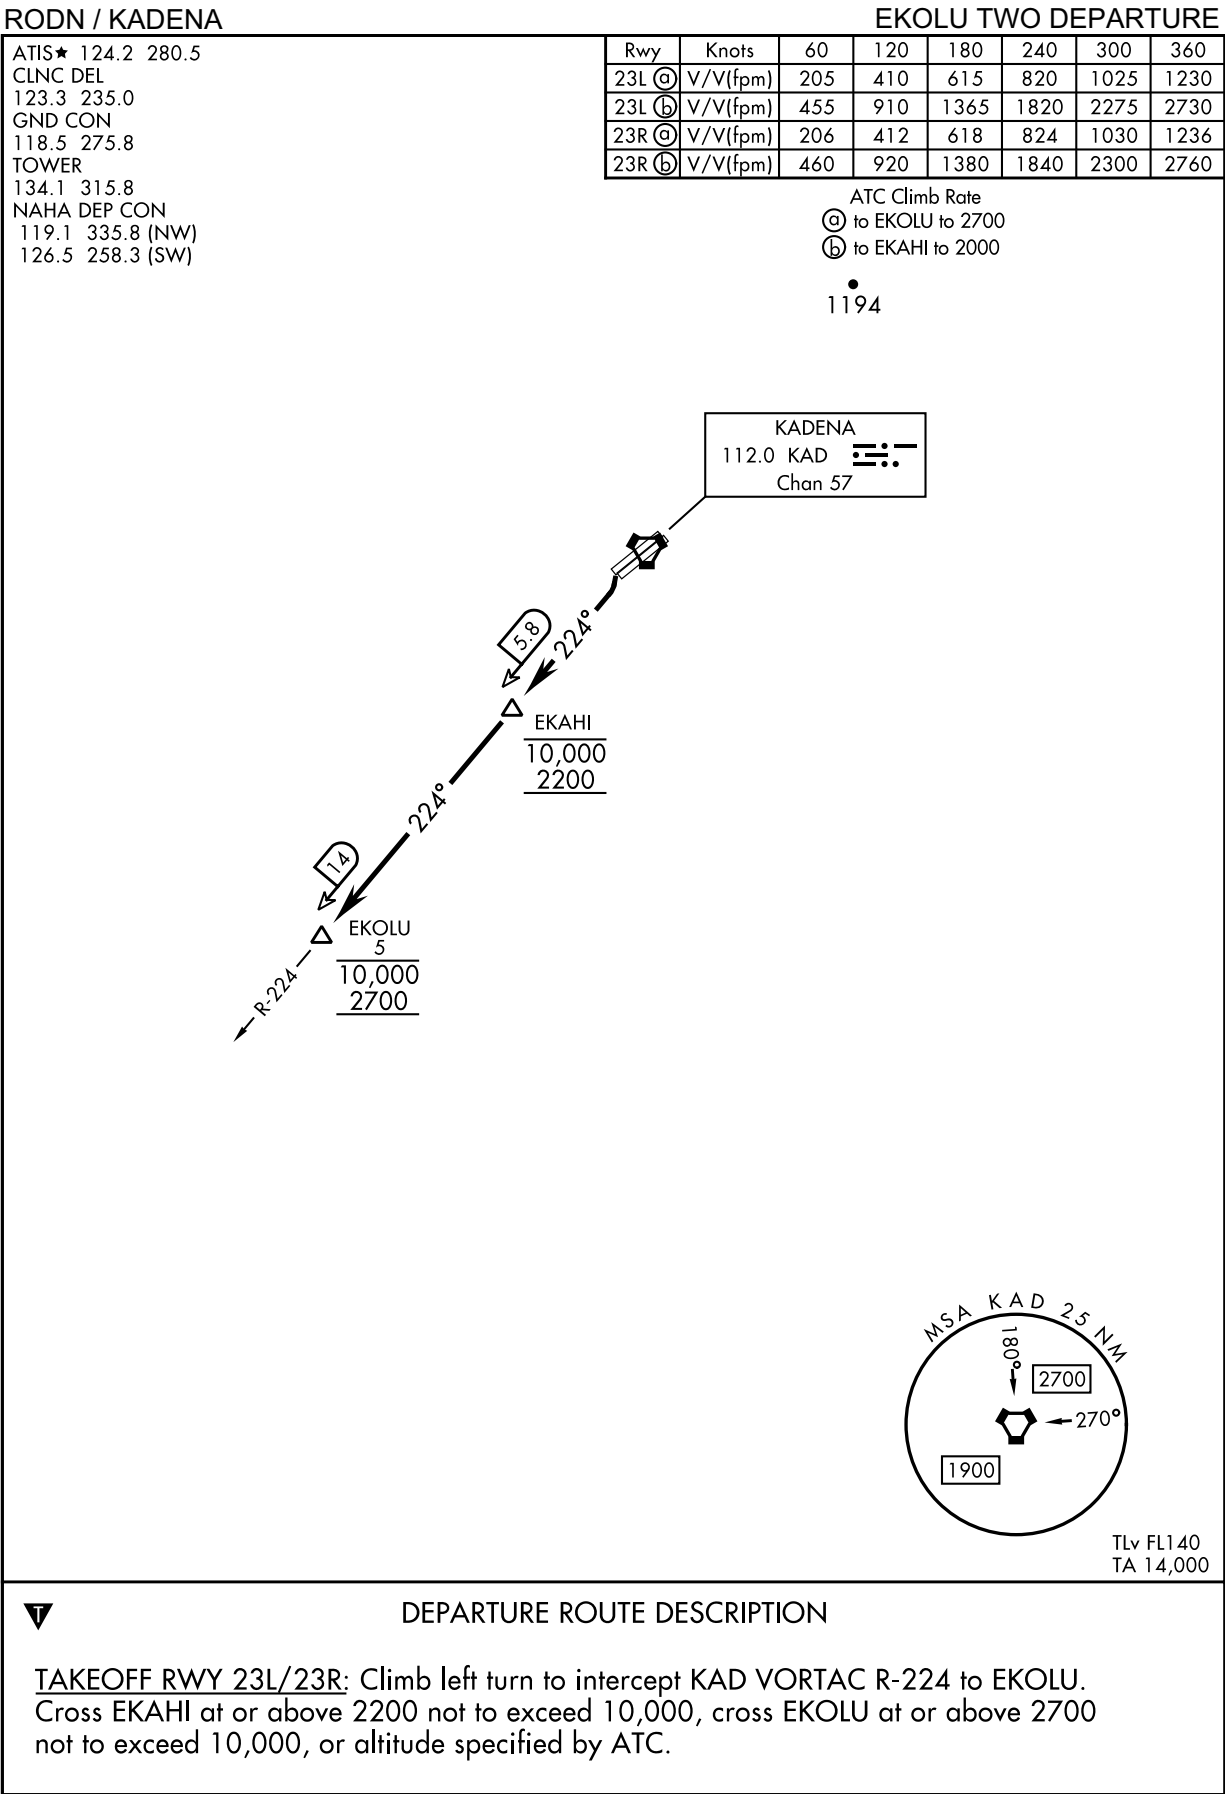 RODN / KADENA
EKOLU TWO DEPARTURE
ATIS★ 124.2 280.5
CLNC DEL
123.3 235.0
GND CON
118.5 275.8
TOWER
134.1 315.8
NAHA DEP CON
119.1 335.8 (NW)
126.5 258.3 (SW)
Rwy Knots 60 120 180 240 300 360
23L ⓐ V/V(fpm) 205 410 615 820 1025 1230
23L ⓑ V/V(fpm) 455 910 1365 1820 2275 2730
23R ⓐ V/V(fpm) 206 412 618 824 1030 1236
23R ⓑ V/V(fpm) 460 920 1380 1840 2300 2760
ATC Climb Rate
ⓐ to EKOLU to 2700
ⓑ to EKAHI to 2000
1194
KADENA
112.0 KAD
Chan 57
224°
5.8
EKAHI
10,000
2200
224°
14
EKOLU
5
10,000
2700
R-224
MSA KAD 25 NM
180°
2700
270°
1900
TLv FL140
TA 14,000
T
DEPARTURE ROUTE DESCRIPTION
TAKEOFF RWY 23L/23R: Climb left turn to intercept KAD VORTAC R-224 to EKOLU.
Cross EKAHI at or above 2200 not to exceed 10,000, cross EKOLU at or above 2700
not to exceed 10,000, or altitude specified by ATC.